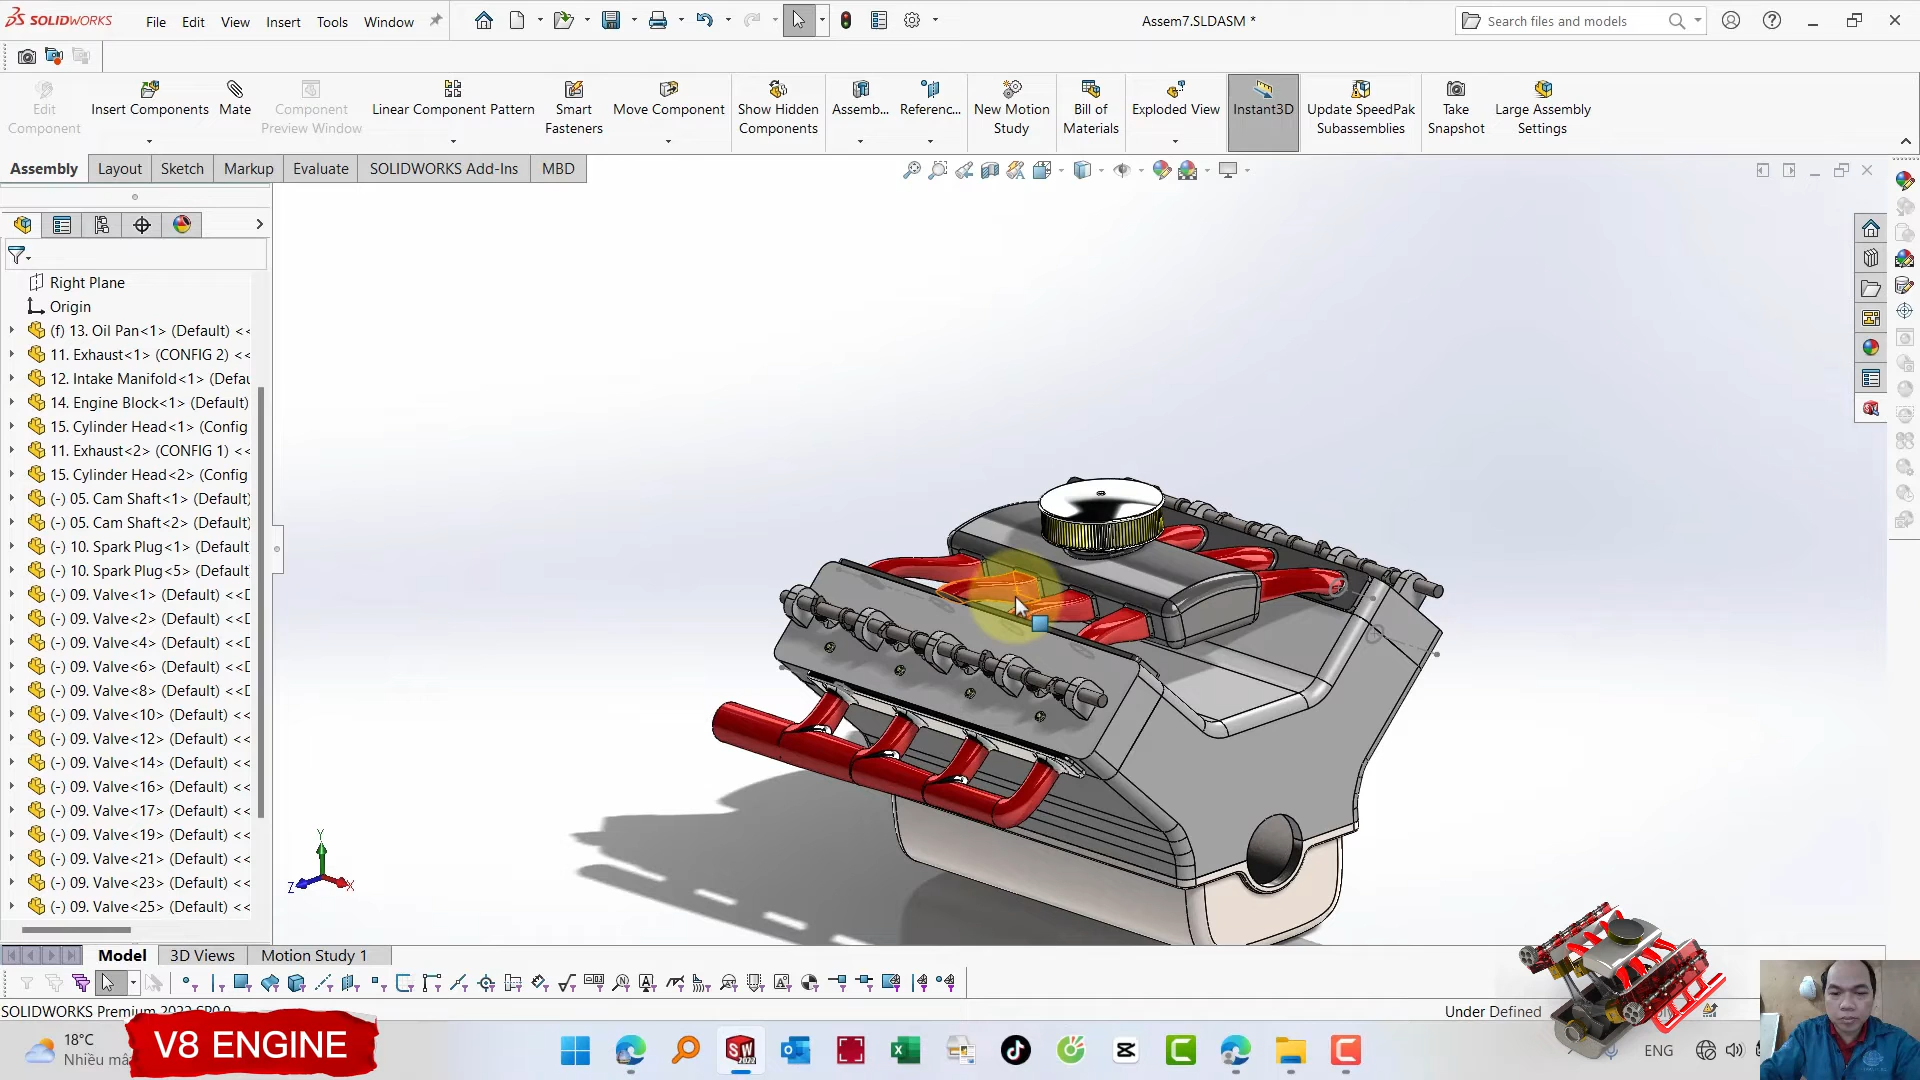 SOLIDWORKS File Edit View Insert Tools Window
Assem7.SLDASM *
Search files and models
Edit Component
Insert Components
Mate
Component Preview Window
Linear Component Pattern
Smart Fasteners
Move Component
Show Hidden Components
Assemb...
Referenc...
New Motion Study
Bill of Materials
Exploded View
Instant3D
Update SpeedPak Subassemblies
Take Snapshot
Large Assembly Settings
Assembly Layout Sketch Markup Evaluate SOLIDWORKS Add-Ins MBD
Right Plane
Origin
(f) 13. Oil Pan<1> (Default) <<
11. Exhaust<1> (CONFIG 2) <<
12. Intake Manifold<1> (Defau
14. Engine Block<1> (Default)
15. Cylinder Head<1> (Config
11. Exhaust<2> (CONFIG 1) <<
15. Cylinder Head<2> (Config
(-) 05. Cam Shaft<1> (Default)
(-) 05. Cam Shaft<2> (Default)
(-) 10. Spark Plug<1> (Default
(-) 10. Spark Plug<5> (Default
(-) 09. Valve<1> (Default) <<D
(-) 09. Valve<2> (Default) <<D
(-) 09. Valve<4> (Default) <<D
(-) 09. Valve<6> (Default) <<D
(-) 09. Valve<8> (Default) <<D
(-) 09. Valve<10> (Default) <<
(-) 09. Valve<12> (Default) <<
(-) 09. Valve<14> (Default) <<
(-) 09. Valve<16> (Default) <<
(-) 09. Valve<17> (Default) <<
(-) 09. Valve<19> (Default) <<
(-) 09. Valve<21> (Default) <<
(-) 09. Valve<23> (Default) <<
(-) 09. Valve<25> (Default) <<
Y
Z X
Model 3D Views Motion Study 1
SOLIDWORKS Premium 2022 SP0.0
Under Defined
18°C
Nhiều mâ
V8 ENGINE
ENG